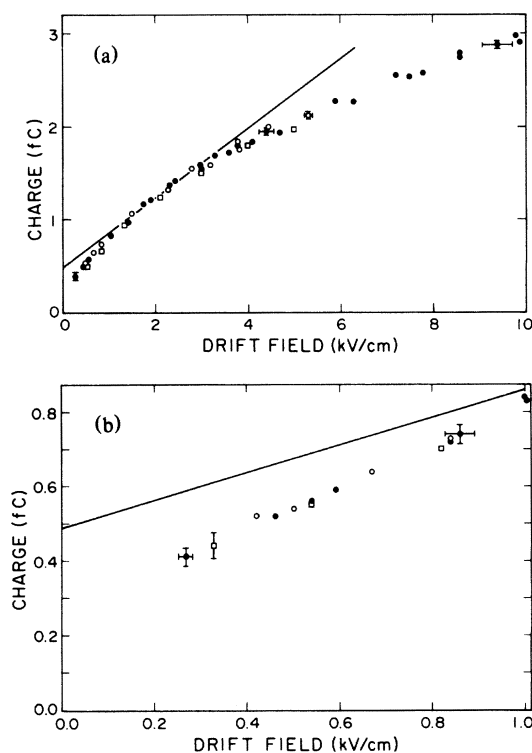 (a)
3
2
1
0
CHARGE (fC)
0 2 4 6 8 10
DRIFT FIELD (kV/cm)
(b)
0.8
0.6
0.4
0.2
0.0
CHARGE (fC)
0.0 0.2 0.4 0.6 0.8 1.0
DRIFT FIELD (kV/cm)